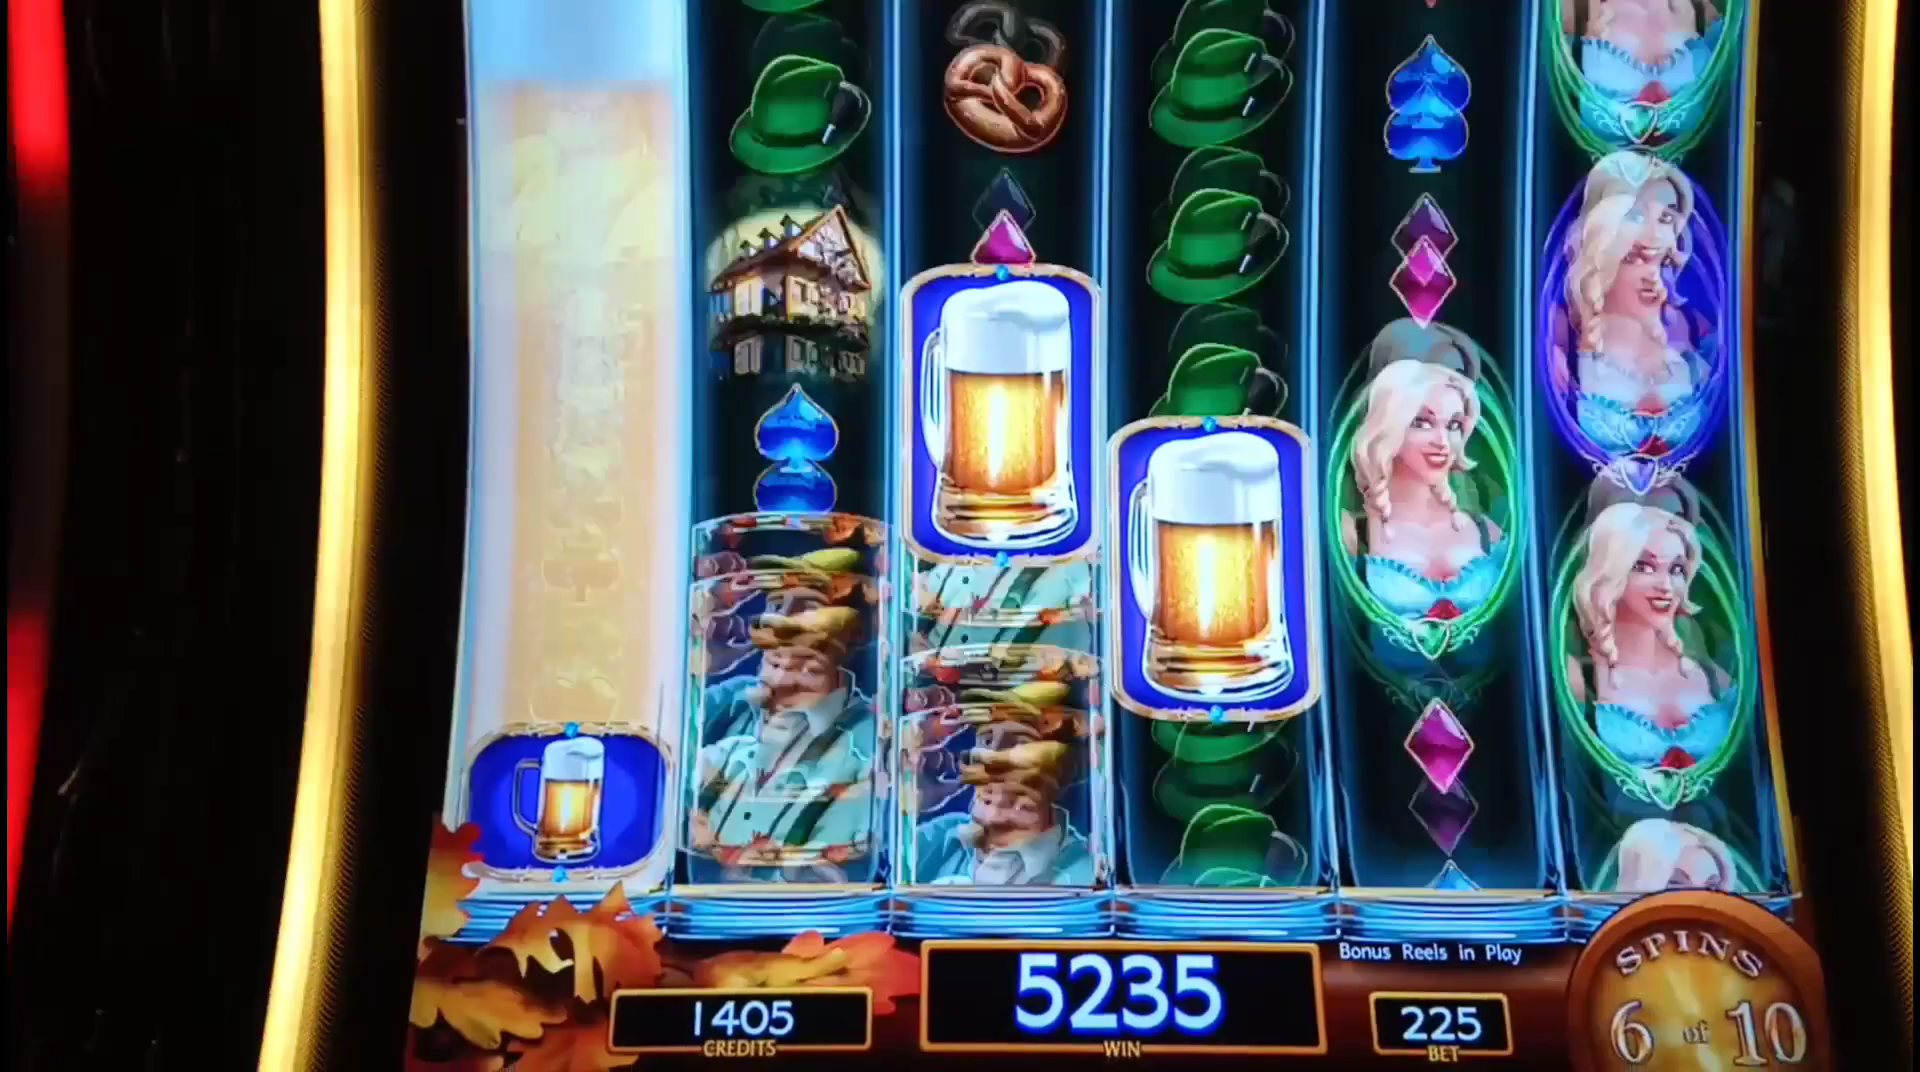 Bonus Reels in Play
SPINS
6 of 10
1405
CREDITS
5235
WIN
225
BET